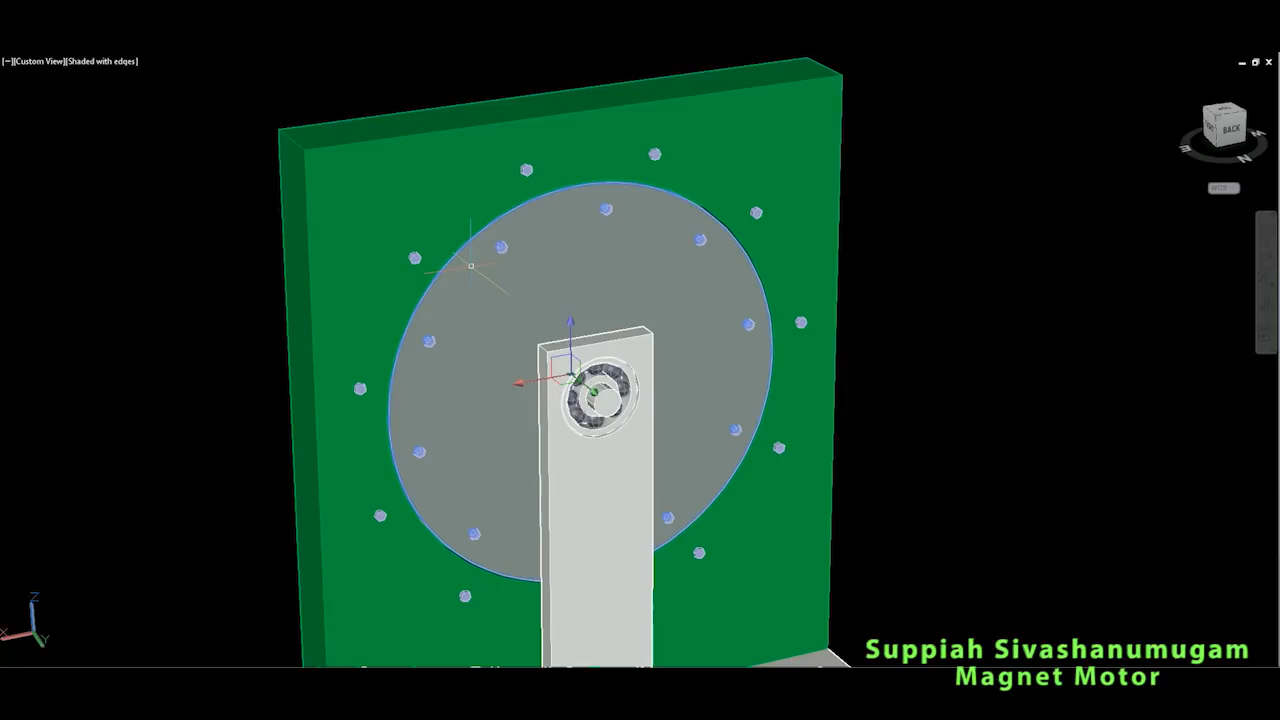 [−][Custom View][Shaded with edges]
BACK
WCS
Z
X
Y
Suppiah Sivashanumugam
Magnet Motor